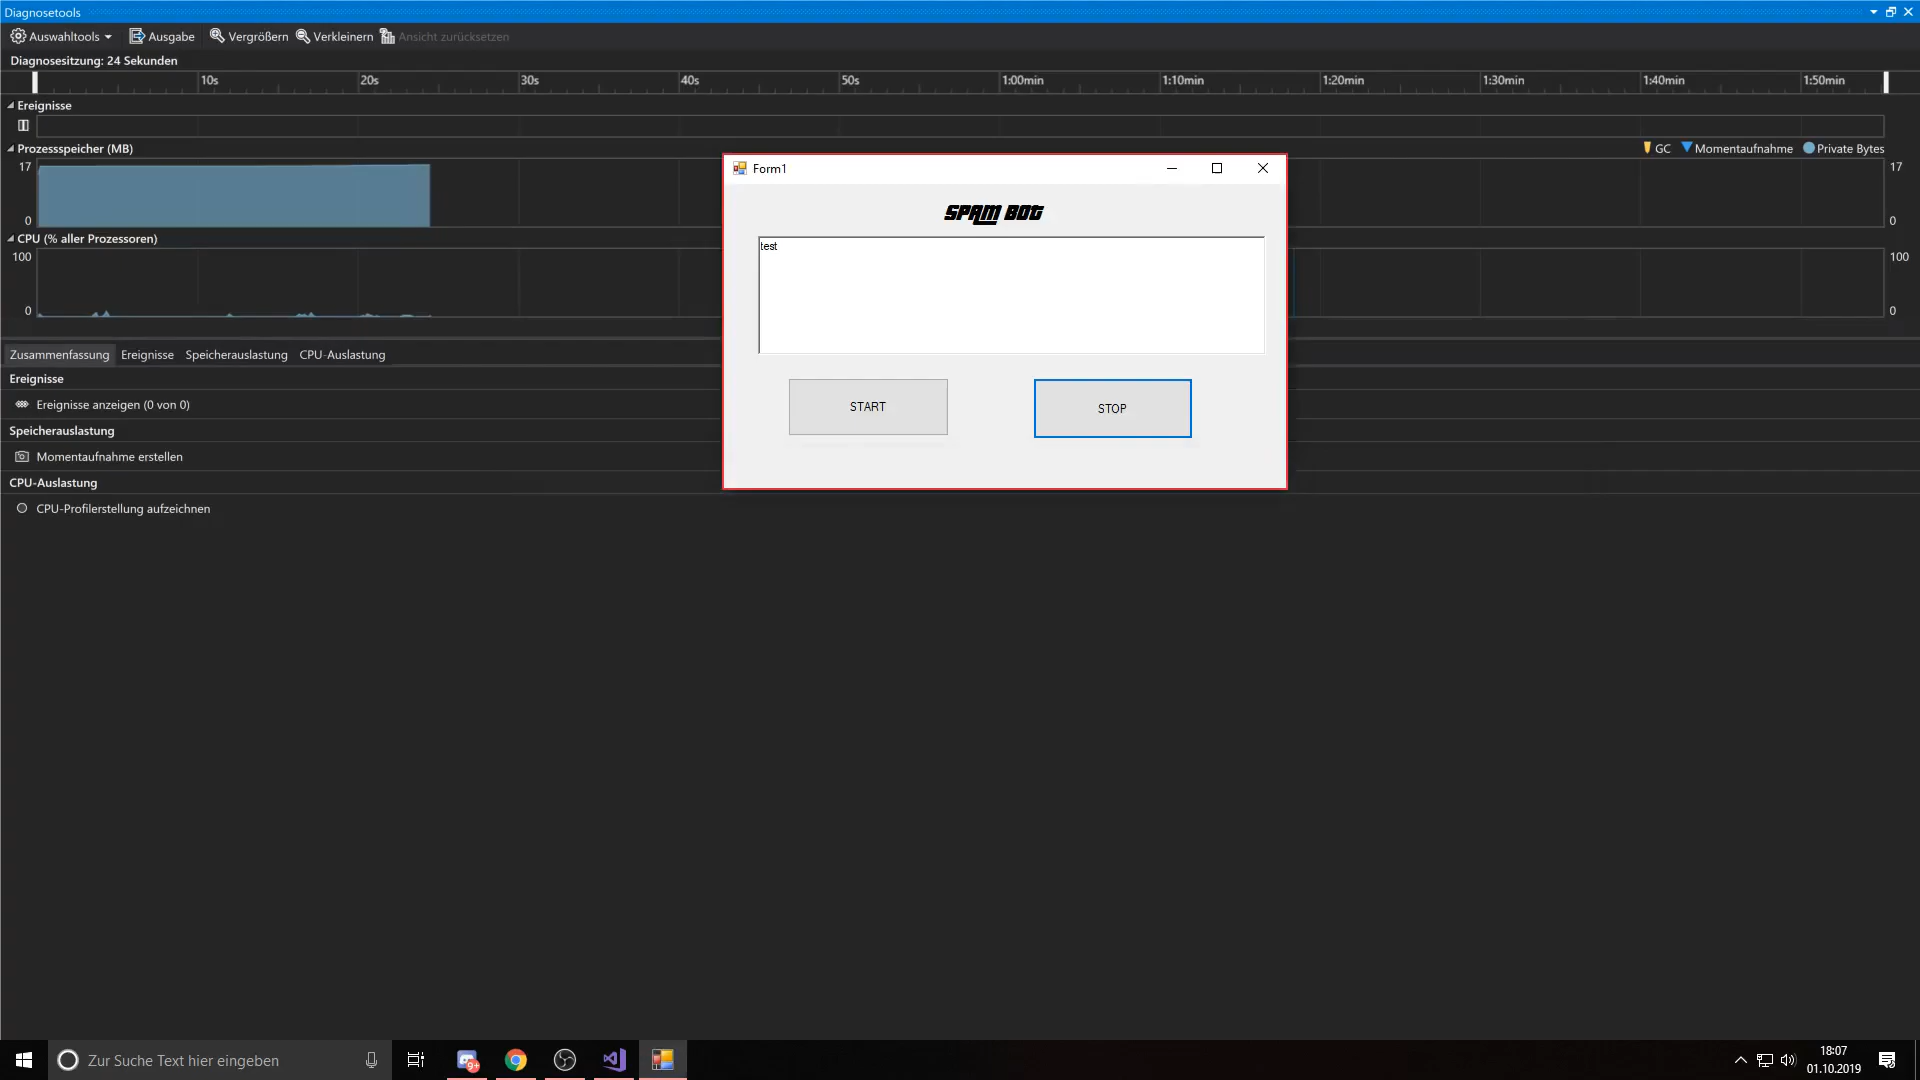 Diagnosetools
Auswahltools Ausgabe Vergrößern Verkleinern Ansicht zurücksetzen
Diagnosesitzung: 24 Sekunden
10s 20s 30s 40s 50s 1:00min 1:10min 1:20min 1:30min 1:40min 1:50min
Ereignisse
Prozessspeicher (MB) GC Momentaufnahme Private Bytes
17 17
0 0
CPU (% aller Prozessoren)
100 100
0 0
Form1
SPAM BOT
test
START STOP
Zusammenfassung Ereignisse Speicherauslastung CPU-Auslastung
Ereignisse
Ereignisse anzeigen (0 von 0)
Speicherauslastung
Momentaufnahme erstellen
CPU-Auslastung
CPU-Profilerstellung aufzeichnen
Zur Suche Text hier eingeben
9+
18:07
01.10.2019